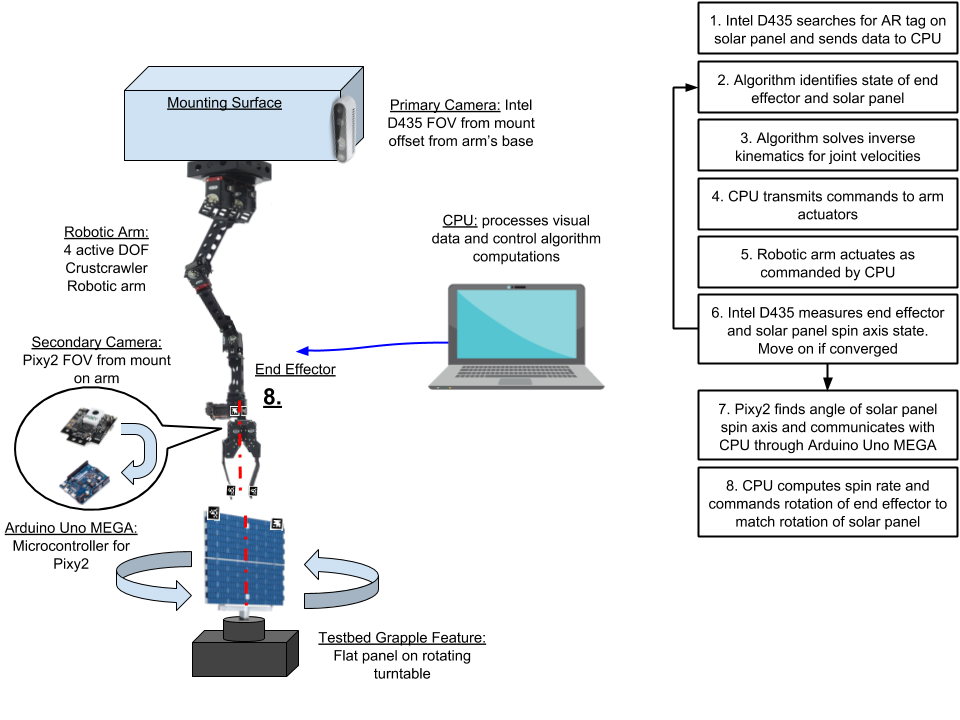 Mounting Surface
Primary Camera: Intel
D435 FOV from mount
offset from arm's base
Robotic Arm:
4 active DOF
Crustcrawler
Robotic arm
CPU: processes visual
data and control algorithm
computations
Secondary Camera:
Pixy2 FOV from mount
on arm
End Effector
8.
Arduino Uno MEGA:
Microcontroller for
Pixy2
Testbed Grapple Feature:
Flat panel on rotating
turntable
1. Intel D435 searches for AR tag on
solar panel and sends data to CPU
2. Algorithm identifies state of end
effector and solar panel
3. Algorithm solves inverse
kinematics for joint velocities
4. CPU transmits commands to arm
actuators
5. Robotic arm actuates as
commanded by CPU
6. Intel D435 measures end effector
and solar panel spin axis state.
Move on if converged
7. Pixy2 finds angle of solar panel
spin axis and communicates with
CPU through Arduino Uno MEGA
8. CPU computes spin rate and
commands rotation of end effector to
match rotation of solar panel